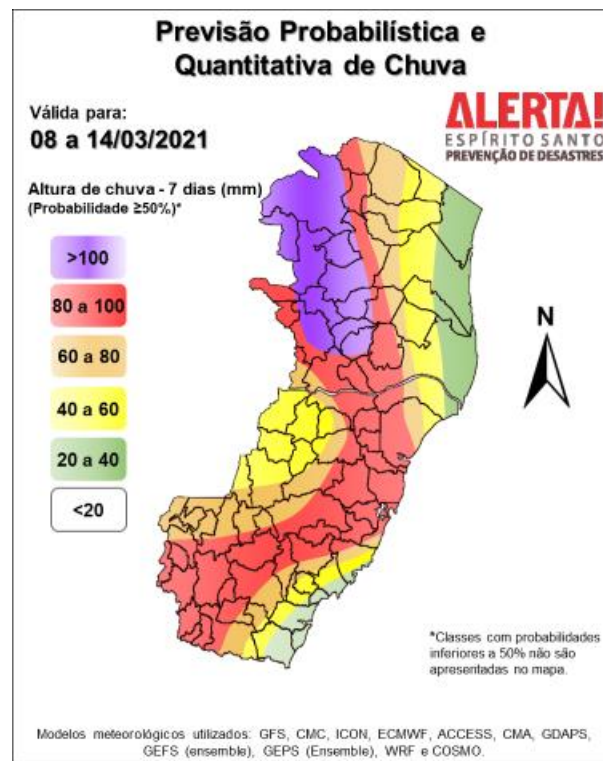 Previsão Probabilística e
Quantitativa de Chuva
Válida para:
08 a 14/03/2021
ALERTA!
ESPÍRITO SANTO
PREVENÇÃO DE DESASTRES
Altura de chuva - 7 dias (mm)
(Probabilidade ≥50%)*
>100
80 a 100
60 a 80
40 a 60
20 a 40
<20
N
*Classes com probabilidades
inferiores a 50% não são
apresentadas no mapa.
Modelos meteorológicos utilizados: GFS, CMC, ICON, ECMWF, ACCESS, CMA, GDAPS,
GEFS (ensemble), GEPS (Ensemble), WRF e COSMO.